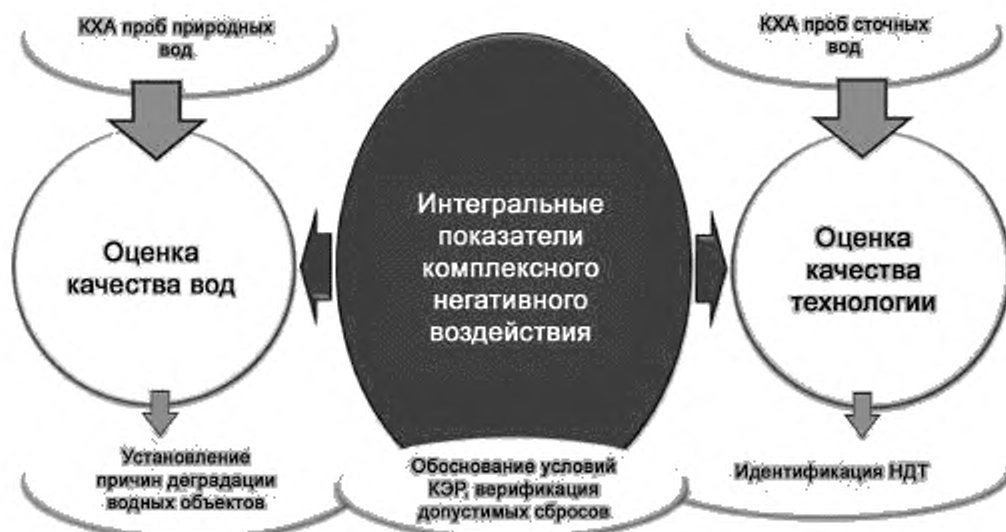 КХА проб природных
вод
КХА проб сточных
вод
Интегральные
показатели
комплексного
негативного
воздействия
Оценка
качества вод
Оценка
качества
технологии
Установление
причин деградации
водных объектов
Обоснование условий
КЭР, верификация
допустимых сбросов
Идентификация НДТ